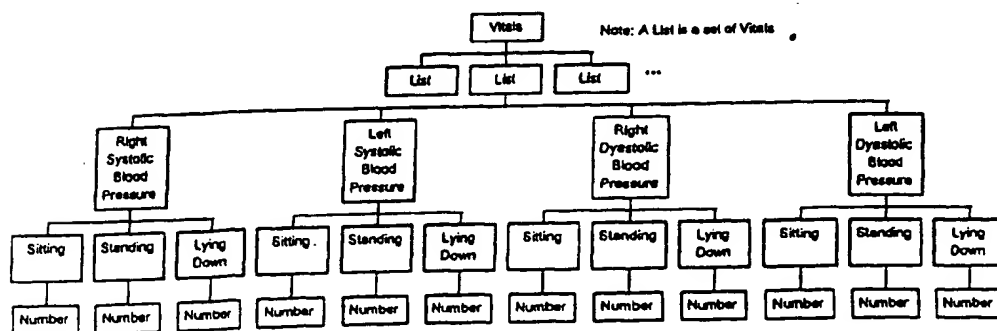 Vitals
Note: A List is a set of Vitals
List List List ...
Right Left Right Left
Systolic Systolic Dyastolic Dyastolic
Blood Blood Blood Blood
Pressure Pressure Pressure Pressure
Sitting Standing Lying Sitting Standing Lying Sitting Standing Lying Sitting Standing Lying
Down Down Down Down
Number Number Number Number Number Number Number Number Number Number Number Number